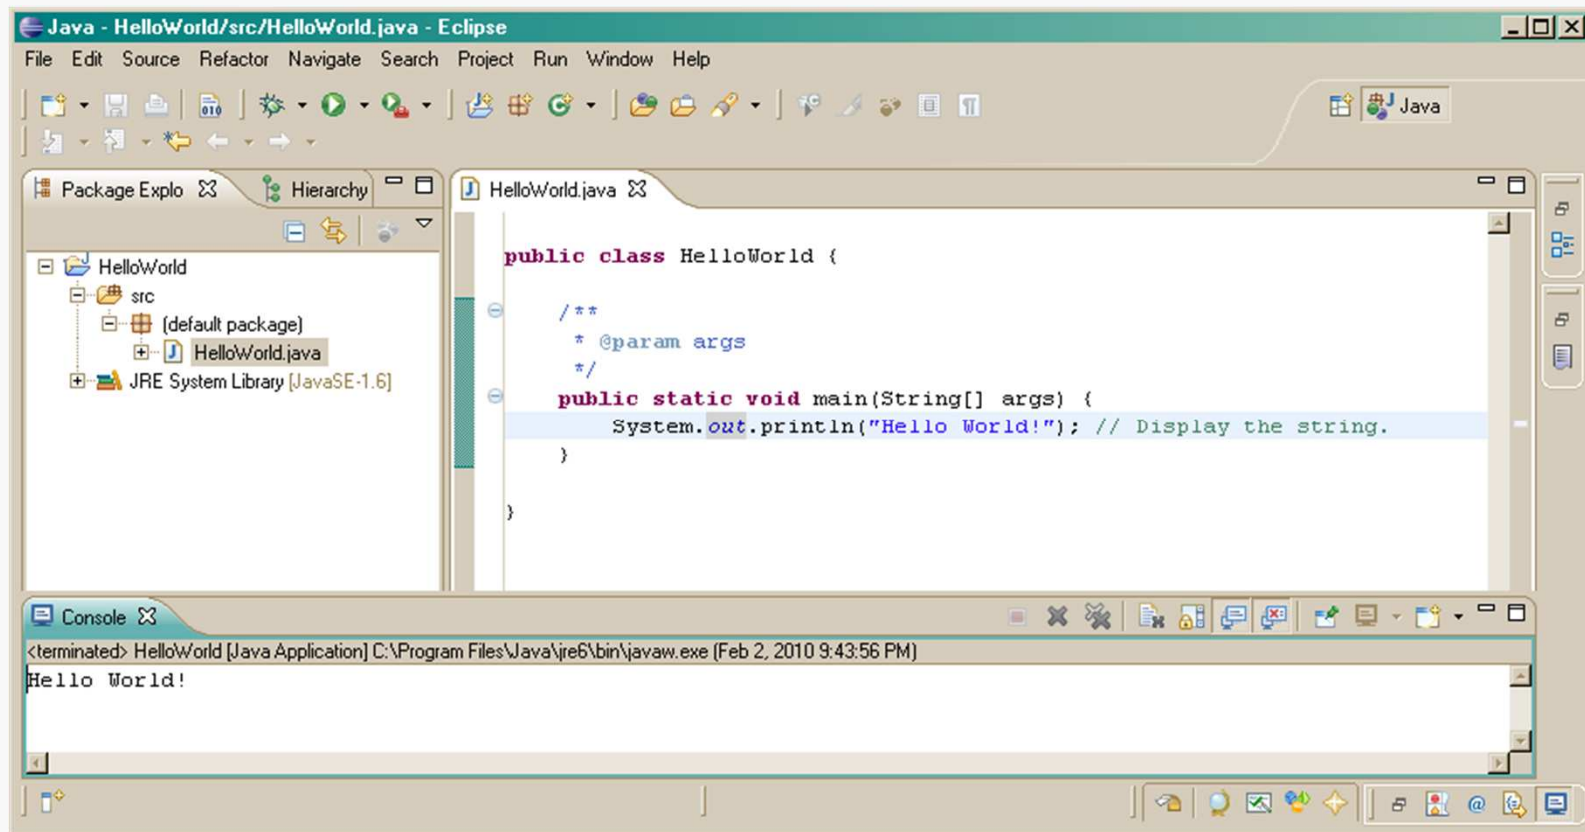 Java - HelloWorld/src/HelloWorld.java - Eclipse
File Edit Source Refactor Navigate Search Project Run Window Help
Java
Package Explo Hierarchy
HelloWorld.java
HelloWorld
src
(default package)
HelloWorld.java
JRE System Library [JavaSE-1.6]
public class HelloWorld {
/**
* @param args
*/
public static void main(String[] args) {
System.out.println("Hello World!"); // Display the string.
}
}
Console
<terminated> HelloWorld [Java Application] C:\Program Files\Java\jre6\bin\javaw.exe (Feb 2, 2010 9:43:56 PM)
Hello World!